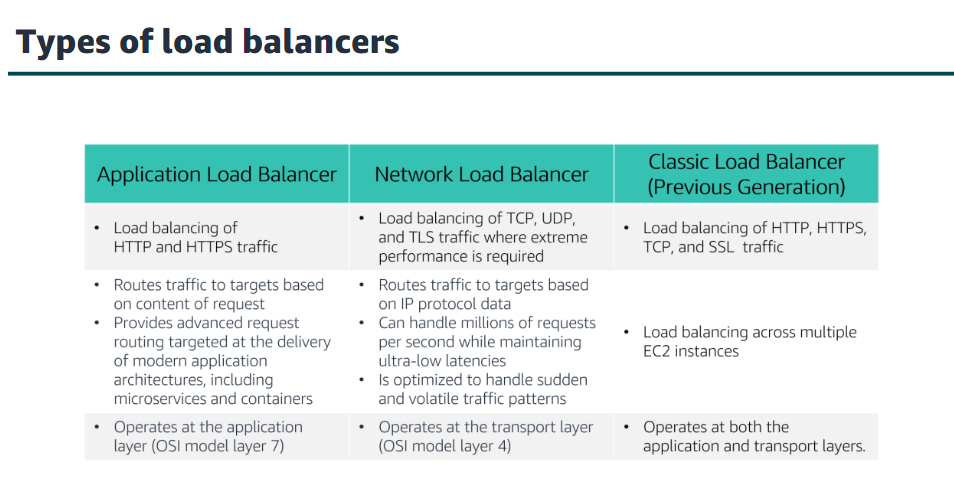 Types of load balancers
Application Load Balancer
Network Load Balancer
Classic Load Balancer
(Previous Generation)
• Load balancing of
HTTP and HTTPS traffic
• Load balancing of TCP, UDP,
and TLS traffic where extreme
performance is required
• Load balancing of HTTP, HTTPS,
TCP, and SSL traffic
• Routes traffic to targets based
on content of request
• Provides advanced request
routing targeted at the delivery
of modern application
architectures, including
microservices and containers
• Routes traffic to targets based
on IP protocol data
• Can handle millions of requests
per second while maintaining
ultra-low latencies
• Is optimized to handle sudden
and volatile traffic patterns
• Load balancing across multiple
EC2 instances
• Operates at the application
layer (OSI model layer 7)
• Operates at the transport layer
(OSI model layer 4)
• Operates at both the
application and transport layers.